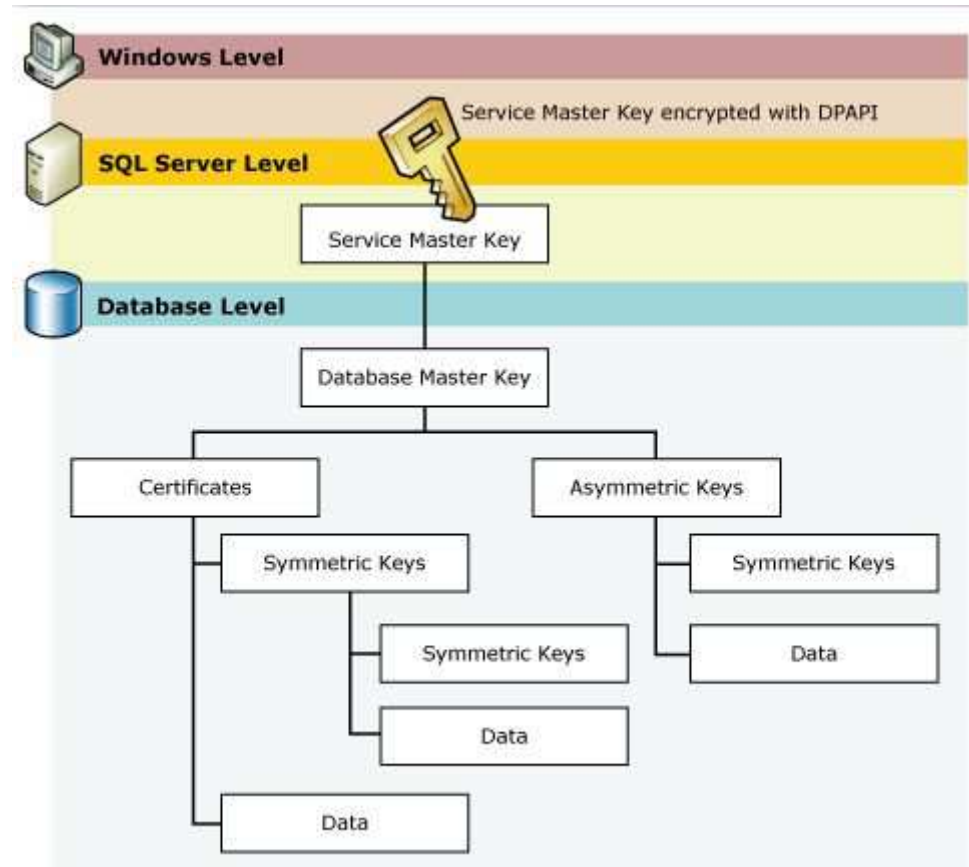 Windows Level
Service Master Key encrypted with DPAPI
SQL Server Level
Service Master Key
Database Level
Database Master Key
Certificates
Asymmetric Keys
Symmetric Keys
Symmetric Keys
Symmetric Keys
Data
Data
Data